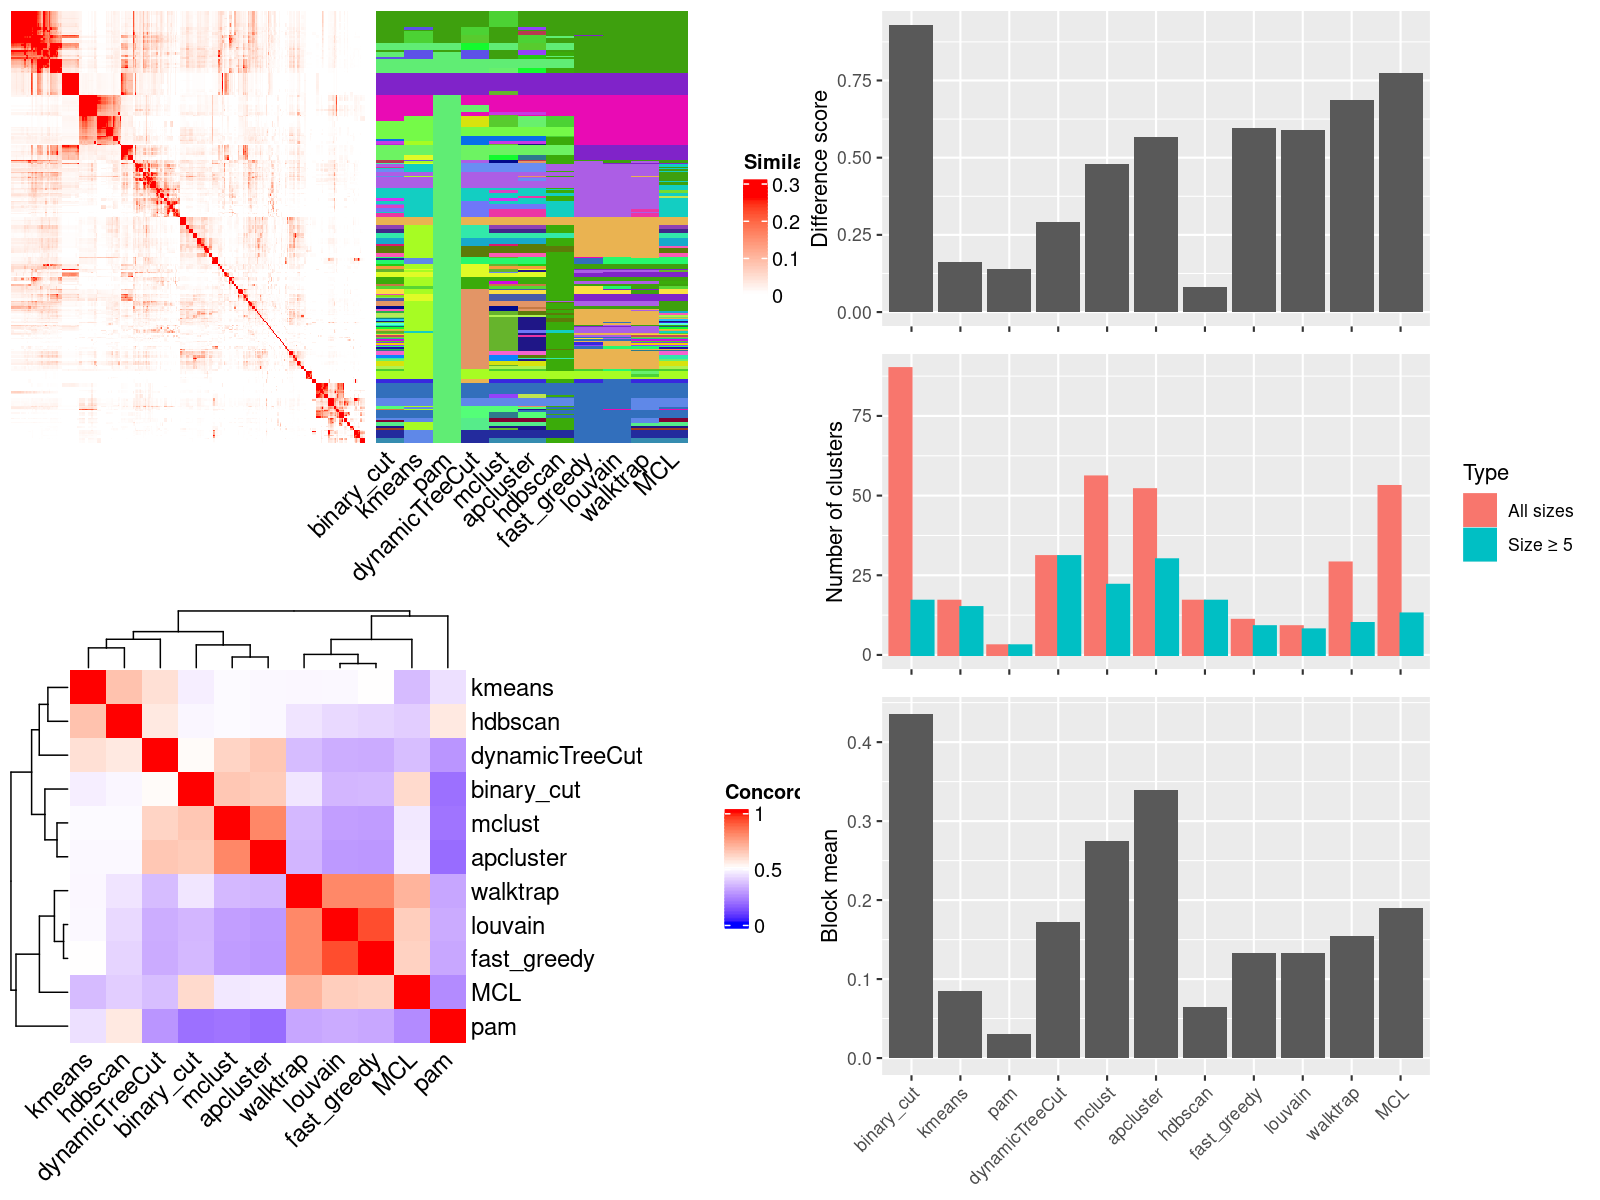 Simila
0.3
0.2
0.1
0
binary_cut
kmeans
pam
dynamicTreeCut
mclust
apcluster
hdbscan
fast_greedy
louvain
walktrap
MCL
kmeans
hdbscan
dynamicTreeCut
binary_cut
mclust
apcluster
walktrap
louvain
fast_greedy
MCL
pam
kmeans
hdbscan
dynamicTreeCut
binary_cut
mclust
apcluster
walktrap
louvain
fast_greedy
MCL
pam
Concord
1
0.5
0
Difference score
0.75
0.50
0.25
0.00
Number of clusters
75
50
25
0
Type
All sizes
Size ≥ 5
Block mean
0.4
0.3
0.2
0.1
0.0
binary_cut
kmeans
pam
dynamicTreeCut
mclust
apcluster
hdbscan
fast_greedy
louvain
walktrap
MCL